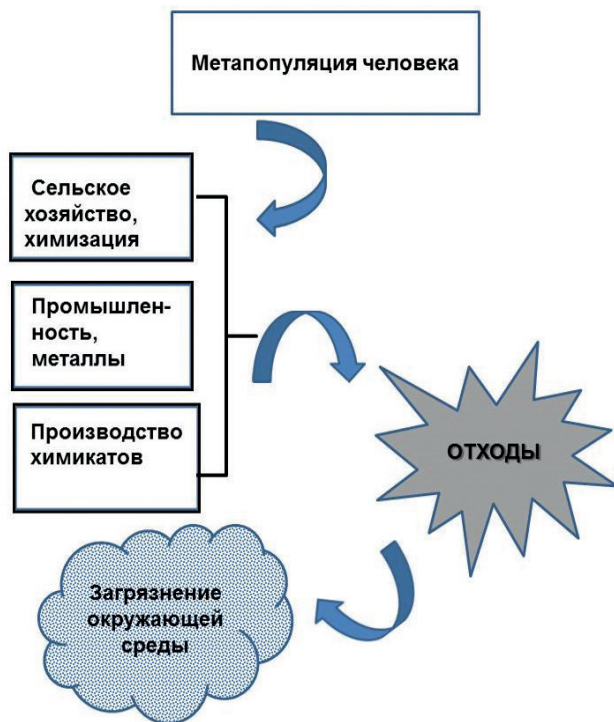 Метапопуляция человека
Сельское
хозяйство,
химизация
Промышлен-
ность,
металлы
Производство
химикатов
ОТХОДЫ
Загрязнение
окружающей
среды